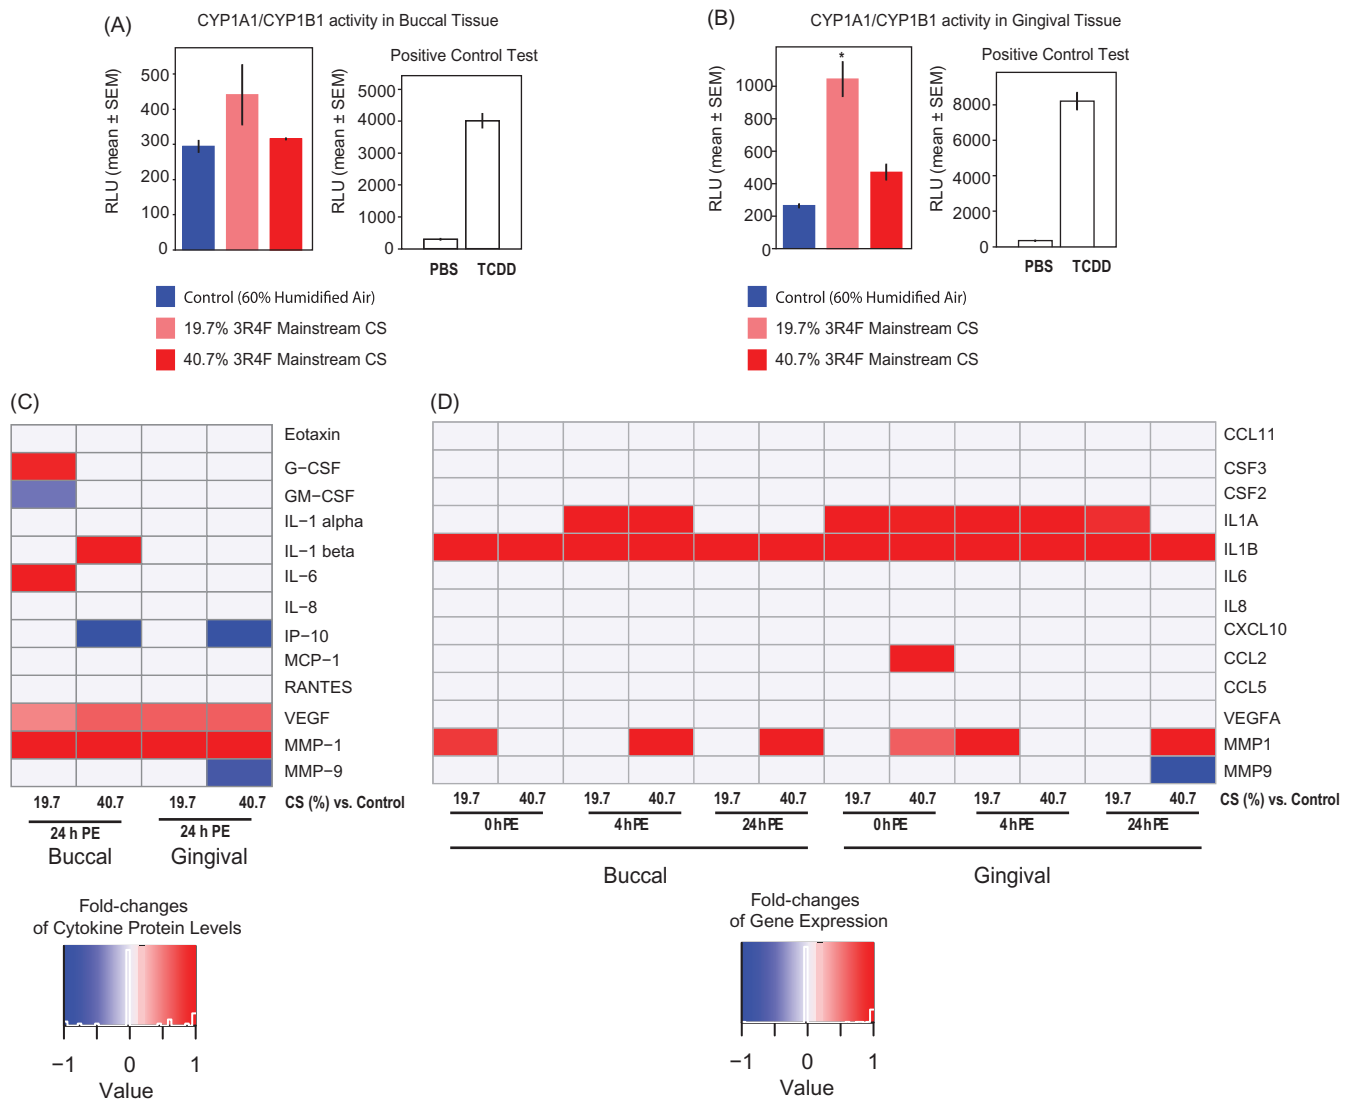 (A)
CYP1A1/CYP1B1 activity in Buccal Tissue
RLU (mean ± SEM)
500
400
300
200
100
0
Positive Control Test
RLU (mean ± SEM)
5000
4000
3000
2000
1000
0
PBS TCDD
Control (60% Humidified Air)
19.7% 3R4F Mainstream CS
40.7% 3R4F Mainstream CS
(B)
CYP1A1/CYP1B1 activity in Gingival Tissue
RLU (mean ± SEM)
1000
800
600
400
200
0
*
Positive Control Test
RLU (mean ± SEM)
8000
6000
4000
2000
0
PBS TCDD
Control (60% Humidified Air)
19.7% 3R4F Mainstream CS
40.7% 3R4F Mainstream CS
(C)
Eotaxin
G−CSF
GM−CSF
IL−1 alpha
IL−1 beta
IL−6
IL−8
IP−10
MCP−1
RANTES
VEGF
MMP−1
MMP−9
19.7 40.7 19.7 40.7 CS (%) vs. Control
24 h PE 24 h PE
Buccal Gingival
Fold-changes
of Cytokine Protein Levels
−1 0 1
Value
(D)
CCL11
CSF3
CSF2
IL1A
IL1B
IL6
IL8
CXCL10
CCL2
CCL5
VEGFA
MMP1
MMP9
19.7 40.7 19.7 40.7 19.7 40.7 19.7 40.7 19.7 40.7 19.7 40.7 CS (%) vs. Control
0 h PE 4h PE 24h PE 0h PE 4h PE 24h PE
Buccal Gingival
Fold-changes
of Gene Expression
−1 0 1
Value